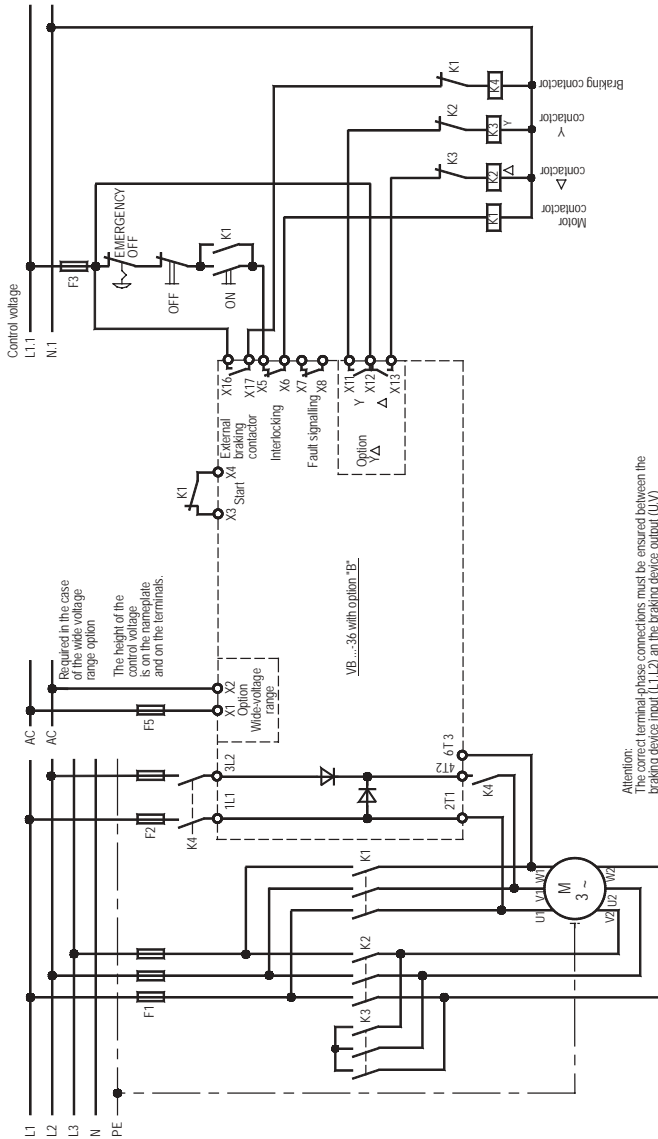 Control voltage
L1.1
N.1
F3
EMERGENCY
OFF
OFF
ON
K1
K1
K2
K3
K4
K3
Y
K2
△
K1
Braking contactor
Y
contactor
△
contactor
Motor
contactor
X16
X17
X5
X6
X7
X8
X11
X12
X13
External
braking
contactor
Interlocking
Fault signalling
Y
△
Option
Y△
K1
X3
X4
Start
VB ...-36 with option "B"
Required in the case
of the wide voltage
range option
The height of the
control voltage
is on the nameplate
and on the terminals.
AC
AC
F5
X1
X2
Option
Wide-voltage
range
F2
K4
1L1
3L2
2T1
4T2
6T3
K4
L1
L2
L3
N
PE
F1
K3
K2
K1
U1
V1
W1
M
3 ~
V2
U2
W2
Attention:
The correct terminal-phase connections must be ensured between the
braking device input (L1,L2) an the braking device output (U,V)